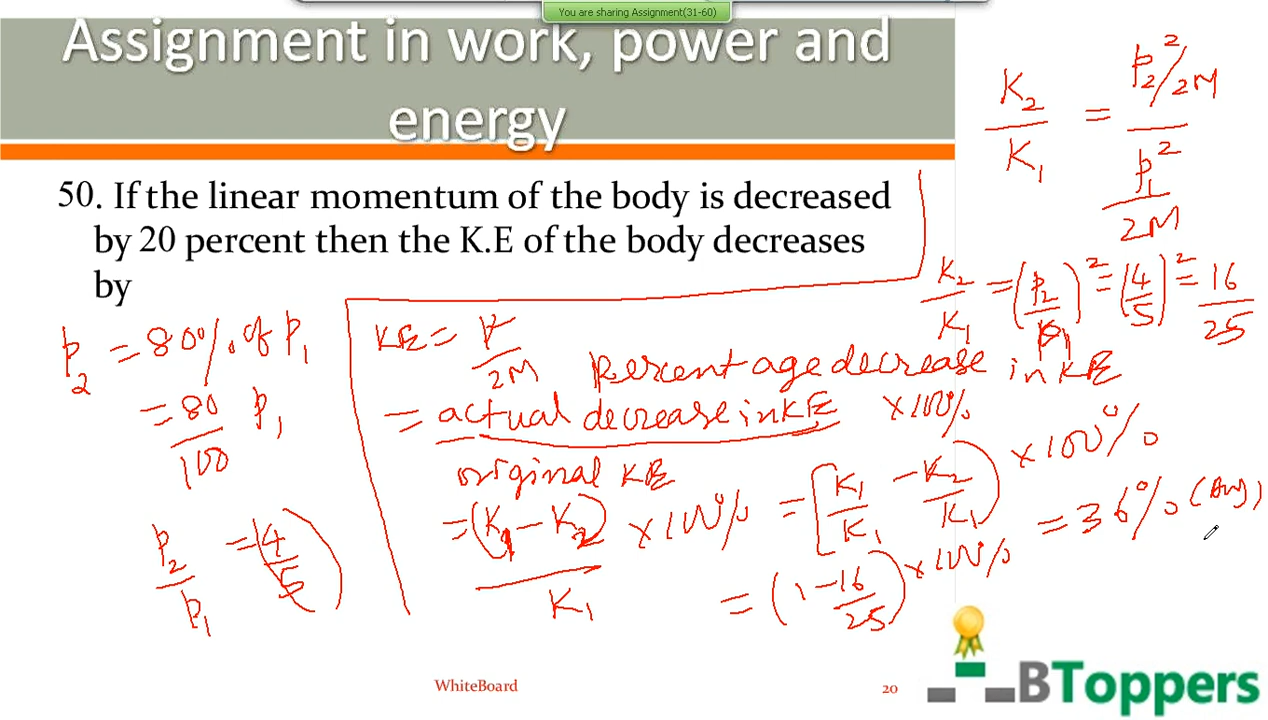 You are sharing Assignment(31-60)
Assignment in work, power and
energy
50. If the linear momentum of the body is decreased
by 20 percent then the K.E of the body decreases
by
p₂ = 80% of p₁
= 80/100 p₁
p₂/p₁ = (4/5)
K₂/K₁ = (p₂²/2M)/(p₁²/2M)
K₂/K₁ = (p₂/p₁)² = (4/5)² = 16/25
KE = /2M
percentage decrease in KE
= actual decrease in KE × 100%
original KE
= (K₁ - K₂)/K₁ × 100% = [K₁/K₁ - K₂/K₁) × 100%
= (1 - 16/25) × 100%
= 36% (Ans)
WhiteBoard
20
BToppers